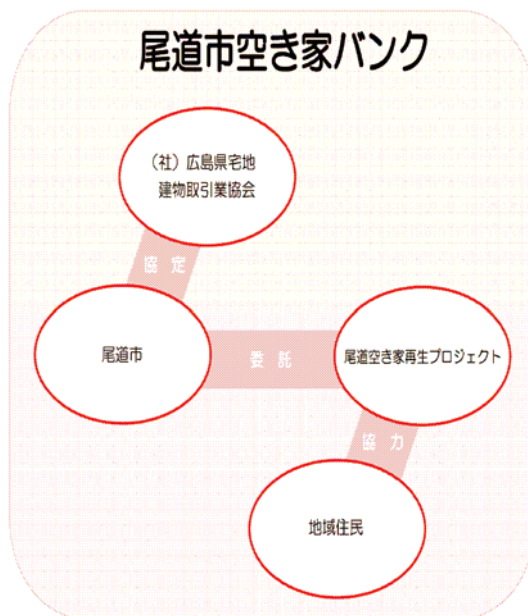 尾道市空き家バンク
（社）広島県宅地
建物取引業協会
協 定
尾道市
委 託
尾道空き家再生プロジェクト
協 力
地域住民